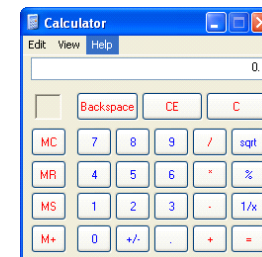 Calculator
Edit View Help
0.
Backspace CE C
MC 7 8 9 / sqrt
MR 4 5 6 * %
MS 1 2 3 - 1/x
M+ 0 +/- . + =